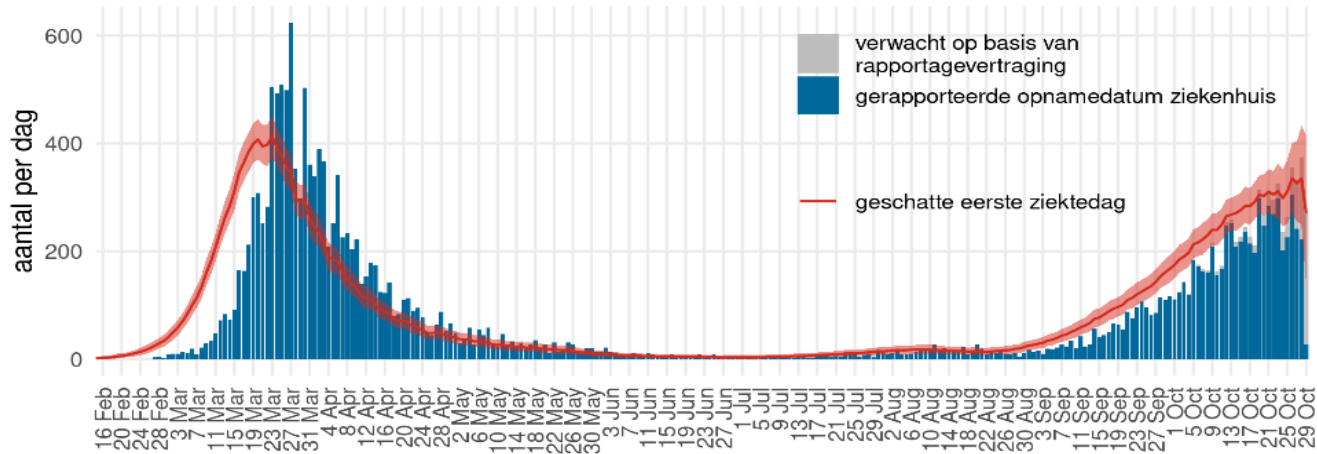 600
400
200
0
aantal per dag
verwacht op basis van
rapportagevertraging
gerapporteerde opnamedatum ziekenhuis
geschatte eerste ziektedag
16 Feb
20 Feb
24 Feb
28 Feb
3 Mar
7 Mar
11 Mar
15 Mar
19 Mar
23 Mar
27 Mar
31 Mar
4 Apr
8 Apr
12 Apr
16 Apr
20 Apr
24 Apr
28 Apr
2 May
6 May
10 May
14 May
18 May
22 May
26 May
30 May
3 Jun
7 Jun
11 Jun
15 Jun
19 Jun
23 Jun
27 Jun
1 Jul
5 Jul
9 Jul
13 Jul
17 Jul
21 Jul
25 Jul
29 Jul
2 Aug
6 Aug
10 Aug
14 Aug
18 Aug
22 Aug
26 Aug
30 Aug
3 Sep
7 Sep
11 Sep
15 Sep
19 Sep
23 Sep
27 Sep
1 Oct
5 Oct
9 Oct
13 Oct
17 Oct
21 Oct
25 Oct
29 Oct